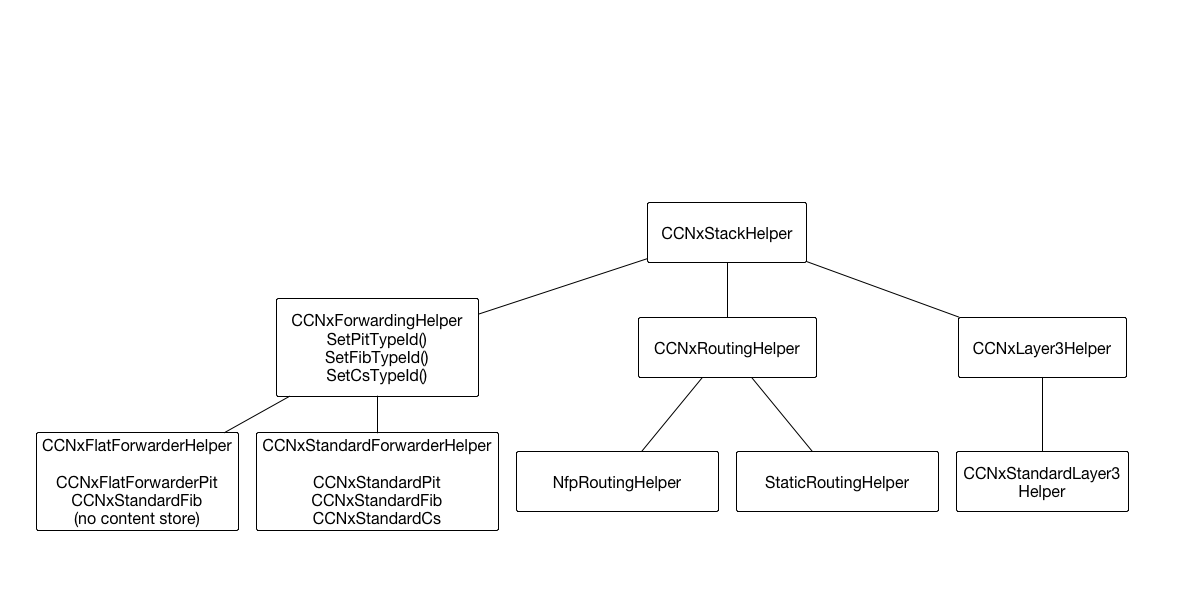 CCNxStackHelper
CCNxForwardingHelper
SetPitTypeId()
SetFibTypeId()
SetCsTypeId()
CCNxRoutingHelper
CCNxLayer3Helper
CCNxFlatForwarderHelper
CCNxFlatForwarderPit
CCNxStandardFib
(no content store)
CCNxStandardForwarderHelper
CCNxStandardPit
CCNxStandardFib
CCNxStandardCs
NfpRoutingHelper
StaticRoutingHelper
CCNxStandardLayer3
Helper